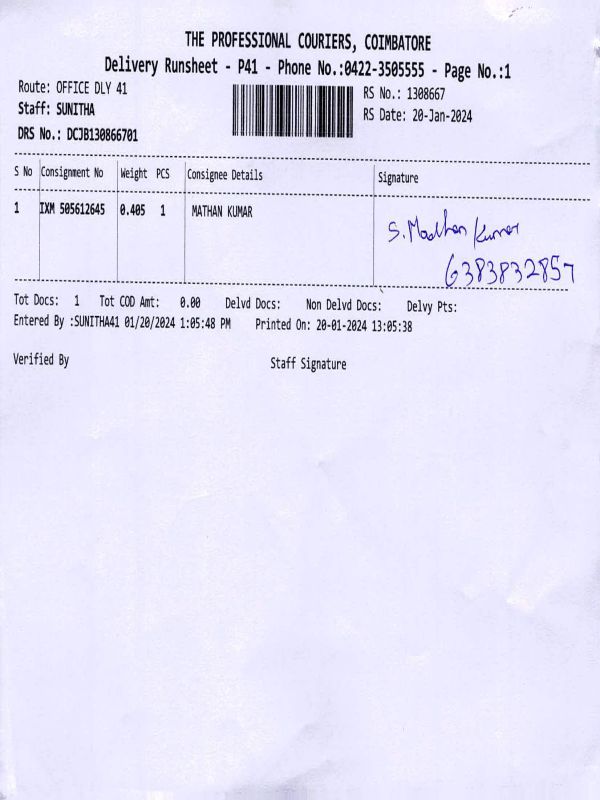 THE PROFESSIONAL COURIERS, COIMBATORE
Delivery Runsheet - P41 - Phone No.:0422-3505555 - Page No.:1
Route: OFFICE DLY 41
RS No.: 1308667
Staff: SUNITHA
RS Date: 20-Jan-2024
DRS No.: DCJB130866701
S No Consignment No Weight PCS Consignee Details Signature
1 IXM 505612645 0.405 1 MATHAN KUMAR
S. Madhan Kumar
6383832857
Tot Docs: 1 Tot COD Amt: 0.00 Delvd Docs: Non Delvd Docs: Delvy Pts:
Entered By :SUNITHA41 01/20/2024 1:05:48 PM Printed On: 20-01-2024 13:05:38
Verified By Staff Signature